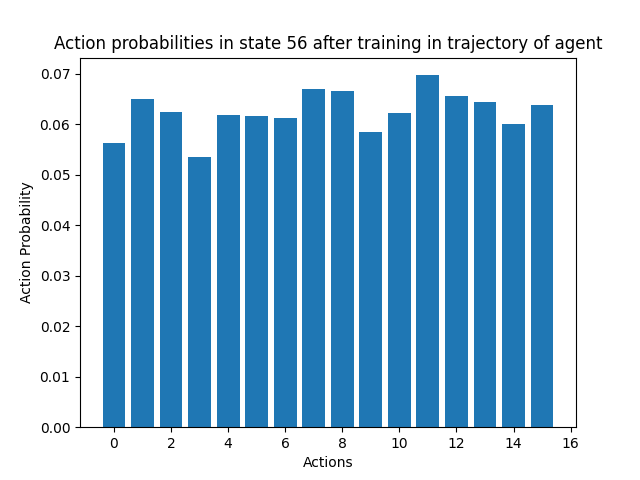 Action probabilities in state 56 after training in trajectory of agent
0.07
0.06
0.05
0.04
0.03
0.02
0.01
0.00
Action Probability
0 2 4 6 8 10 12 14 16
Actions